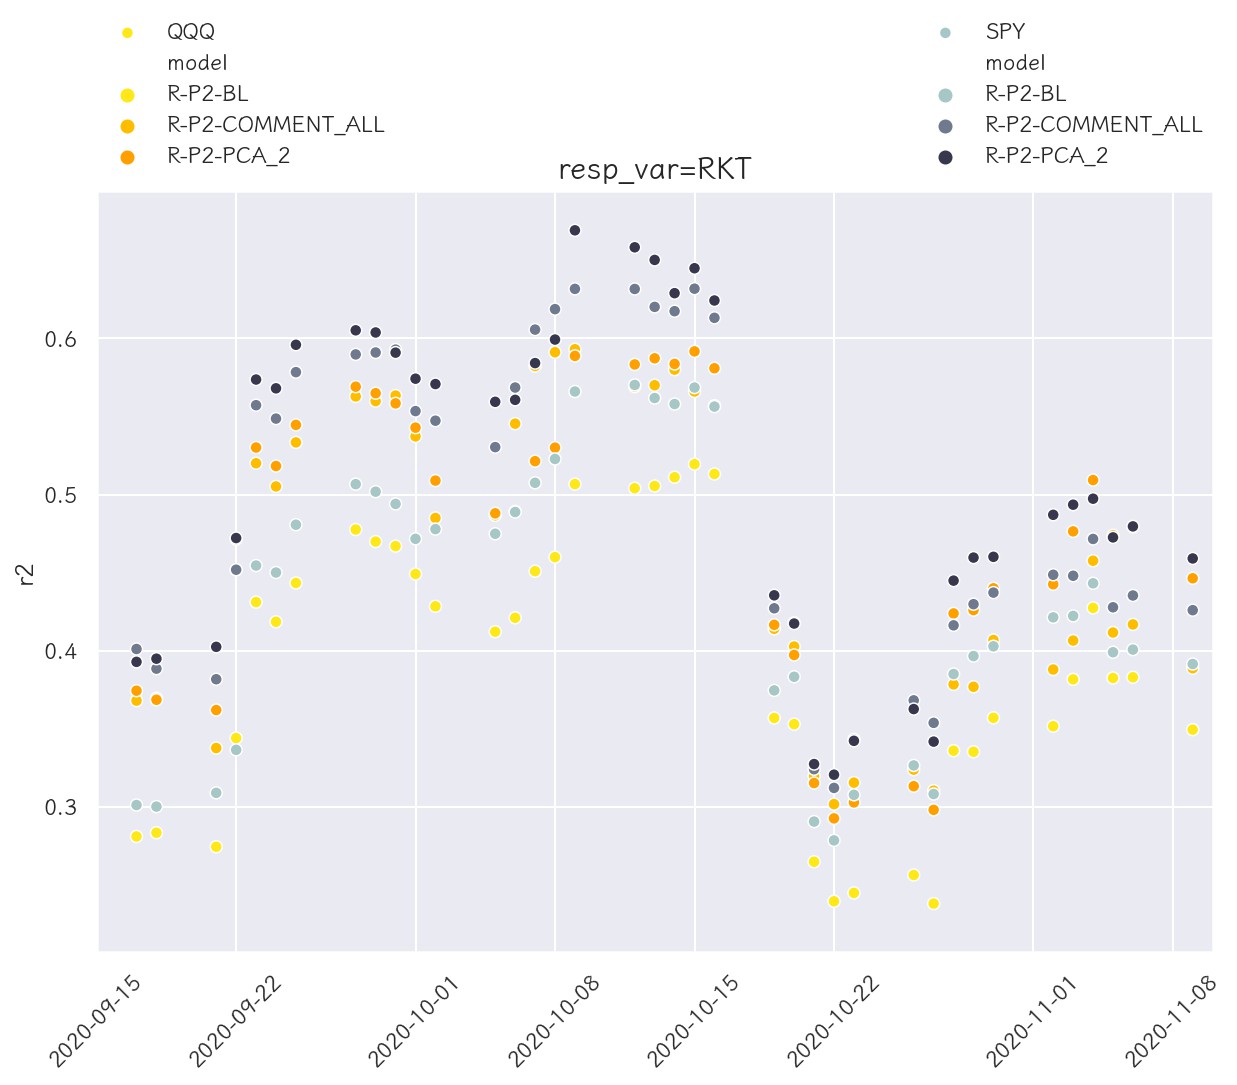 QQQ
model
R-P2-BL
R-P2-COMMENT_ALL
R-P2-PCA_2
SPY
model
R-P2-BL
R-P2-COMMENT_ALL
R-P2-PCA_2
resp_var=RKT
r2
0.6
0.5
0.4
0.3
2020-09-15
2020-09-22
2020-10-01
2020-10-08
2020-10-15
2020-10-22
2020-11-01
2020-11-08